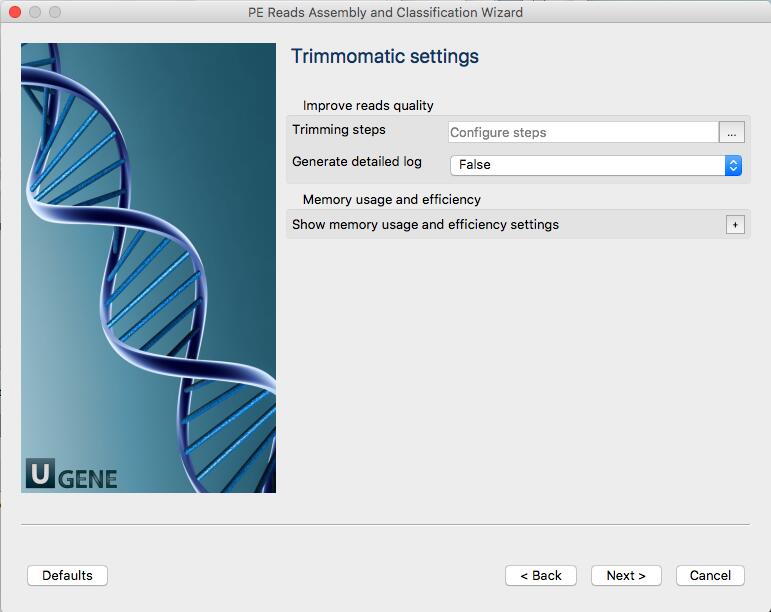 PE Reads Assembly and Classification Wizard
Trimmomatic settings
Improve reads quality
Trimming steps
Configure steps
...
Generate detailed log
False
Memory usage and efficiency
Show memory usage and efficiency settings
+
U GENE
Defaults
< Back
Next >
Cancel